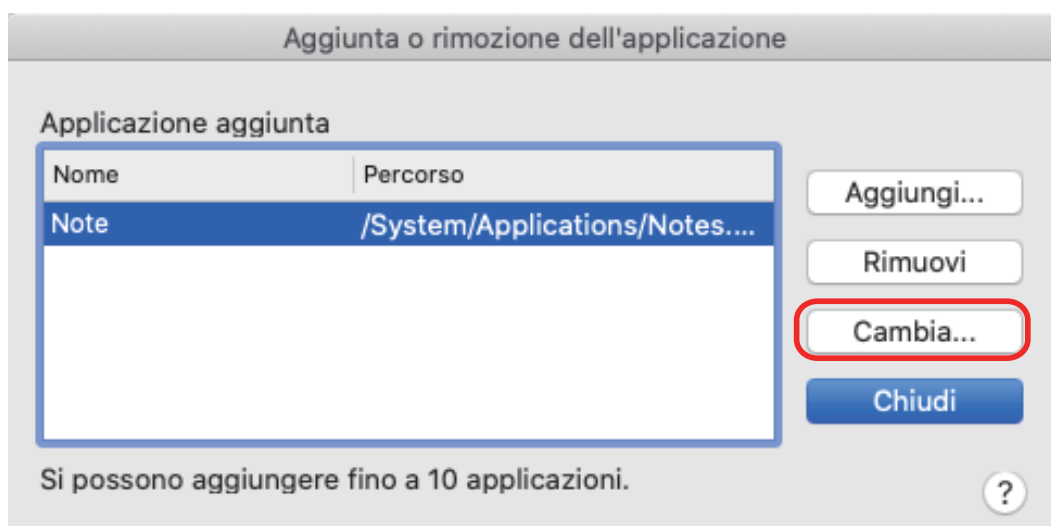 Aggiunta o rimozione dell'applicazione
Applicazione aggiunta
Nome Percorso
Note /System/Applications/Notes....
Aggiungi...
Rimuovi
Cambia...
Chiudi
Si possono aggiungere fino a 10 applicazioni.
?